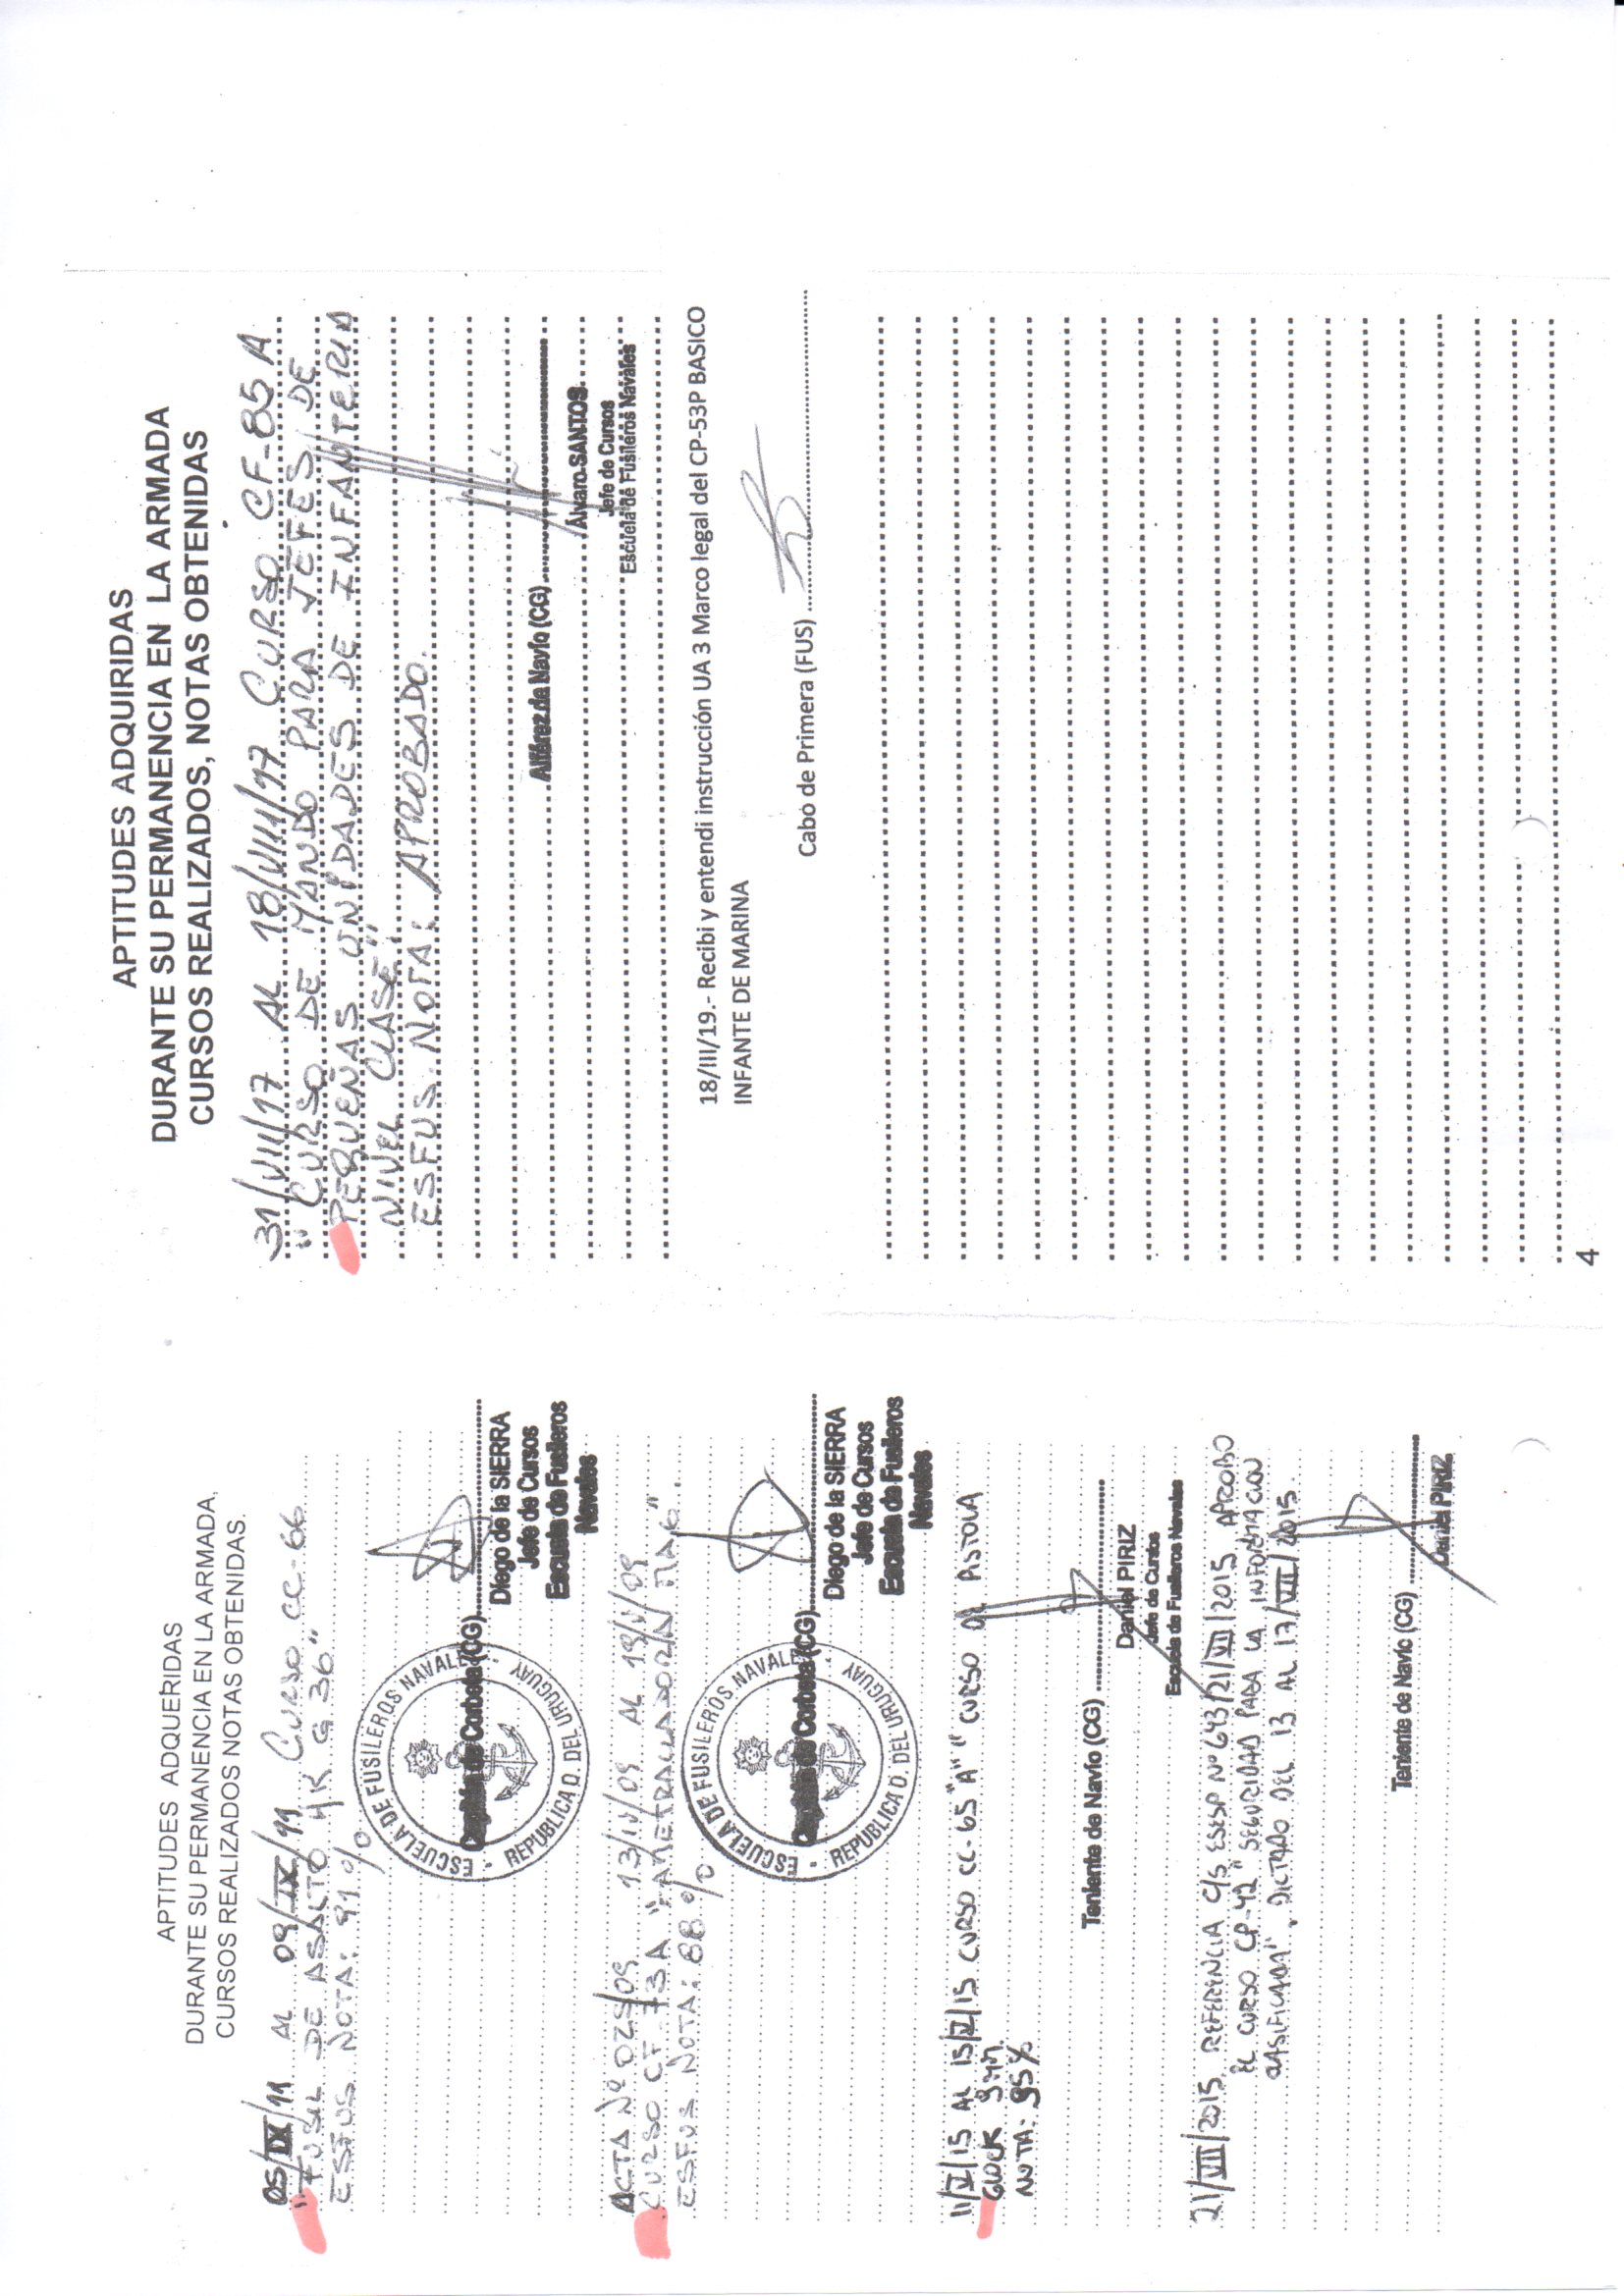 APTITUDES ADQUERIDAS
DURANTE SU PERMANENCIA EN LA ARMADA,
CURSOS REALIZADOS NOTAS OBTENIDAS.
05/IX/11 AL 09/IX/11 CURSO CC-66
"FUSIL DE ASALTO HK G 36"
ESFUS NOTA: 91 %
- ESCUELA DE FUSILEROS NAVALES -
REPUBLICA O. DEL URUGUAY
Capitán de Corbeta (CG)
Diego de la SIERRA
Jefe de Cursos
Escuela de Fusileros
Navales
ACTA Nº 025/09 13/IV/09 AL 19/V/09
CURSO CF-73A "AMETRALLADORA MAG".
ESFUS NOTA: 88 %
- ESCUELA DE FUSILEROS NAVALES -
REPUBLICA O. DEL URUGUAY
Capitán de Corbeta (CG)
Diego de la SIERRA
Jefe de Cursos
Escuela de Fusileros
Navales
11/V/15 AL 15/V/15 CURSO CC-65 "A" "CURSO DE PISTOLA
GLOCK 9MM.
NOTA: 95%
Teniente de Navío (CG)
Daniel PIRIZ
Jefe de Cursos
Escuela de Fusileros Navales
21/VII/2015 REFERENCIA C/S ESESP Nº 643/21/VII/2015 APROBO
EL CURSO CP-42 "SEGURIDAD PARA LA INFORMACION
CLASIFICADA", DICTADO DEL 13 AL 17/VII/2015.
Teniente de Navío (CG)
Daniel PIRIZ
APTITUDES ADQUIRIDAS
DURANTE SU PERMANENCIA EN LA ARMADA
CURSOS REALIZADOS, NOTAS OBTENIDAS
31/VII/17 AL 18/VIII/17 CURSO CF-85 A
"CURSO DE MANDO PARA JEFES DE
PEQUEÑAS UNIDADES DE INFANTERIA
NIVEL CLASE"
ESFUS NOTA: APROBADO.
Alférez de Navío (CG)
Álvaro SANTOS
Jefe de Cursos
Escuela de Fusileros Navales
18/III/19.- Recibi y entendi instrucción UA 3 Marco legal del CP-53P BASICO
INFANTE DE MARINA
Cabo de Primera (FUS)
4